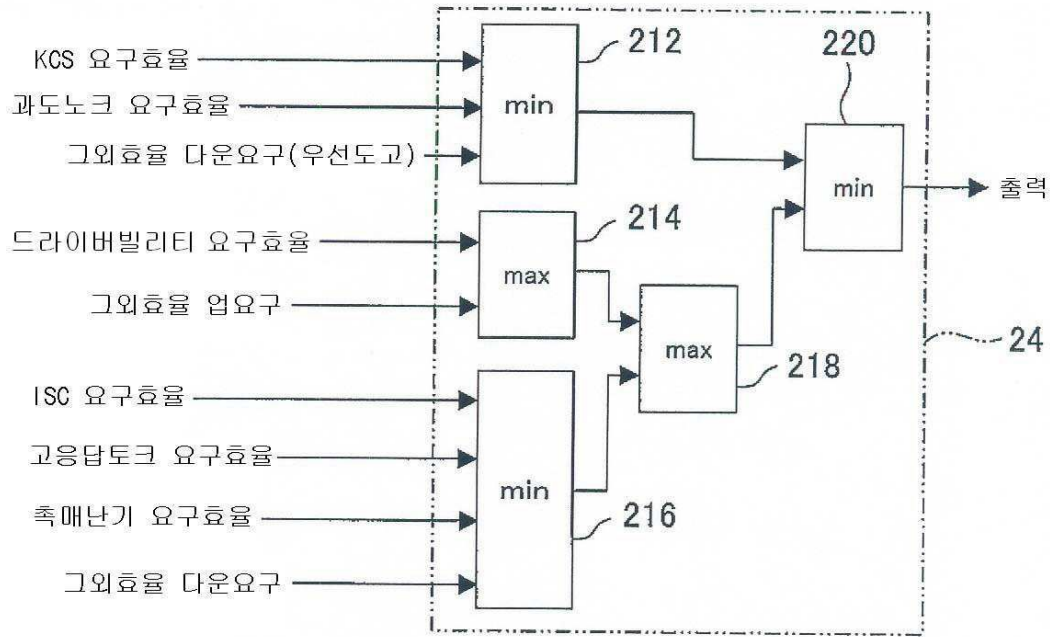 KCS 요구효율
과도노크 요구효율
그외효율 다운요구(우선도고)
min
212
드라이버빌리티 요구효율
그외효율 업요구
max
214
ISC 요구효율
고응답토크 요구효율
촉매난기 요구효율
그외효율 다운요구
min
216
max
218
220
min
출력
24